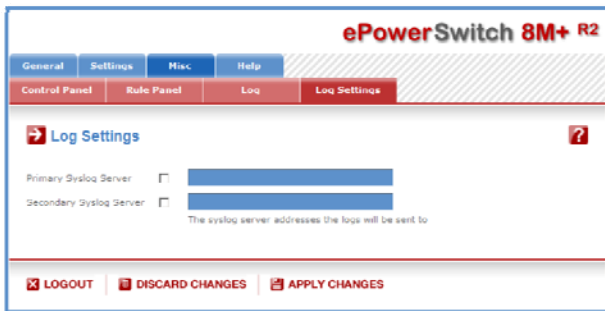 ePowerSwitch 8M+ R2
General Settings Misc Help
Control Panel Rule Panel Log Log Settings
Log Settings ?
Primary Syslog Server
Secondary Syslog Server
The syslog server addresses the logs will be sent to
LOGOUT DISCARD CHANGES APPLY CHANGES